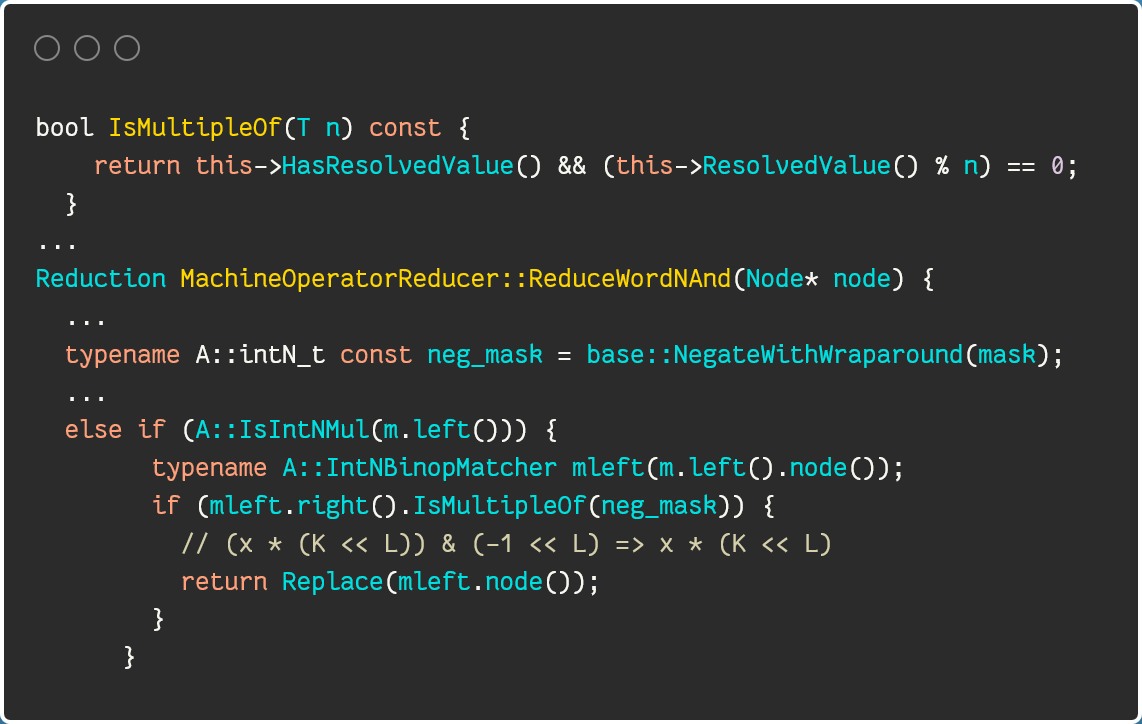 bool IsMultipleOf(T n) const {
return this->HasResolvedValue() && (this->ResolvedValue() % n) == 0;
}
...
Reduction MachineOperatorReducer::ReduceWordNAnd(Node* node) {
...
typename A::intN_t const neg_mask = base::NegateWithWraparound(mask);
...
else if (A::IsIntNMul(m.left())) {
typename A::IntNBinopMatcher mleft(m.left().node());
if (mleft.right().IsMultipleOf(neg_mask)) {
// (x * (K << L)) & (-1 << L) => x * (K << L)
return Replace(mleft.node());
}
}